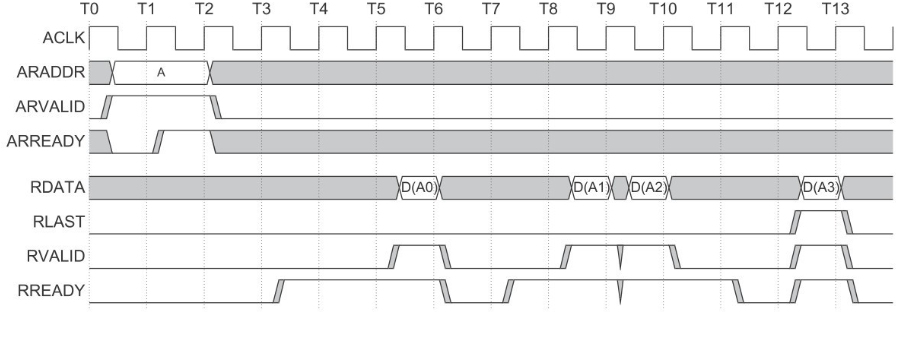 T0 T1 T2 T3 T4 T5 T6 T7 T8 T9 T10 T11 T12 T13
ACLK
ARADDR A
ARVALID
ARREADY
RDATA D(A0) D(A1) D(A2) D(A3)
RLAST
RVALID
RREADY